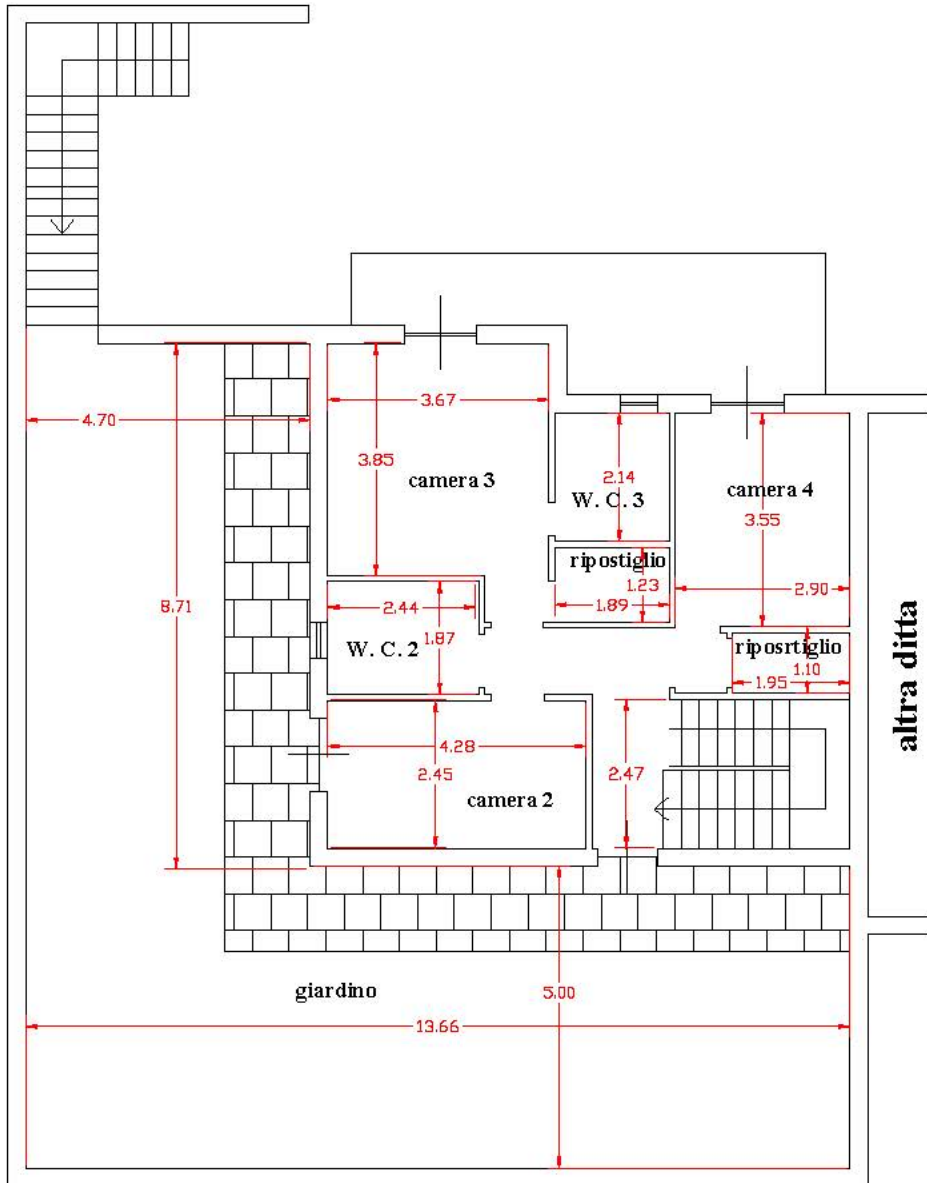 3.67
4.70
3.85
2.14
camera 3
camera 4
W. C. 3
3.55
ripostiglio
1.23
2.90
1.89
8.71
2.44
1.87
W. C. 2
riposrtiglio
1.10
1.95
altra ditta
4.28
2.45
2.47
camera 2
giardino
5.00
13.66